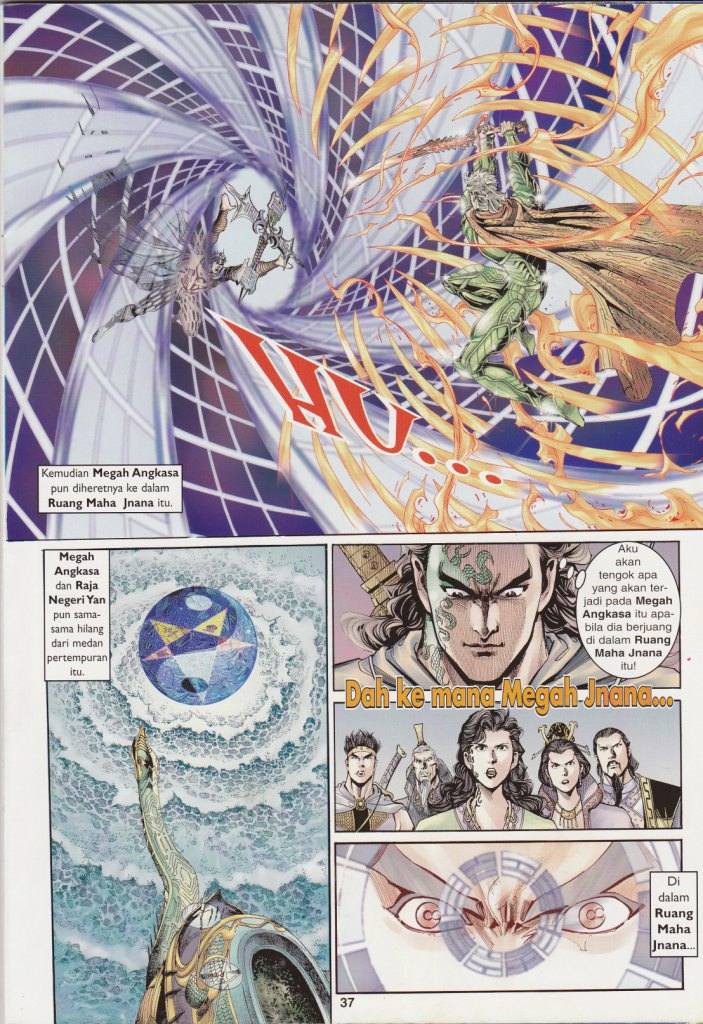 HU...
Kemudian Megah Angkasa
pun diheretnya ke dalam
Ruang Maha Jnana itu.
Megah
Angkasa
dan Raja
Negeri Yan
pun sama-
sama hilang
dari medan
pertempuran
itu.
Aku
akan
tengok apa
yang akan ter-
jadi pada Megah
Angkasa itu apa-
bila dia berjuang
di dalam Ruang
Maha Jnana
itu!
Dah ke mana Megah Jnana...
Di
dalam
Ruang
Maha
Jnana...
37